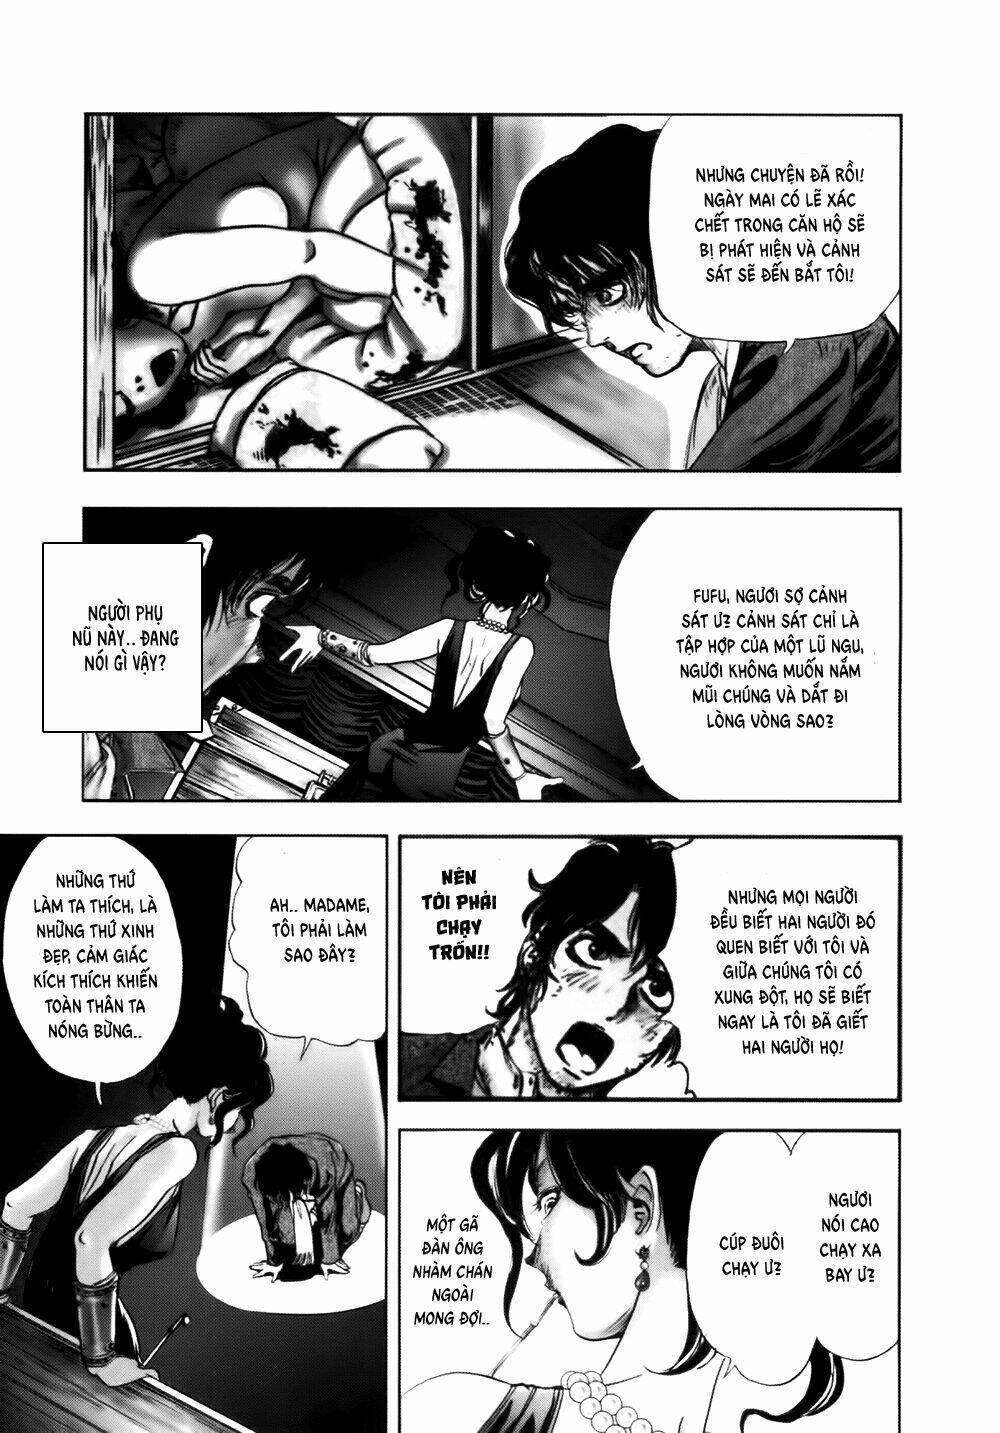 NHƯNG CHUYỆN ĐÃ RỒI!
NGÀY MAI CÓ LẼ XÁC
CHẾT TRONG CĂN HỘ SẼ
BỊ PHÁT HIỆN VÀ CẢNH
SÁT SẼ ĐẾN BẮT TÔI!
FUFU, NGƯƠI SỢ CẢNH
SÁT Ư? CẢNH SÁT CHỈ LÀ
TẬP HỢP CỦA MỘT LŨ NGU,
NGƯƠI KHÔNG MUỐN NẮM
MŨI CHÚNG VÀ DẮT ĐI
LÒNG VÒNG SAO?
NGƯỜI PHỤ
NŨ NÀY.. ĐANG
NÓI GÌ VẬY?
NHƯNG MỌI NGƯỜI
ĐỀU BIẾT HAI NGƯỜI ĐÓ
QUEN BIẾT VỚI TÔI VÀ
GIỮA CHÚNG TÔI CÓ
XUNG ĐỘT, HỌ SẼ BIẾT
NGAY LÀ TÔI ĐÃ GIẾT
HAI NGƯỜI HỌ!
NÊN
TÔI PHẢI
CHẠY
TRỐN!!
AH.. MADAME,
TÔI PHẢI LÀM
SAO ĐÂY?
NHỮNG THỨ
LÀM TA THÍCH, LÀ
NHỮNG THỨ XINH
ĐẸP, CẢM GIÁC
KÍCH THÍCH KHIẾN
TOÀN THÂN TA
NÓNG BỪNG..
NGƯƠI
NÓI CAO
CHẠY XA
BAY Ư?
CÚP ĐUÔI
CHẠY Ư?
MỘT GÃ
ĐÀN ÔNG
NHÀM CHÁN
NGOÀI
MONG ĐỢI..